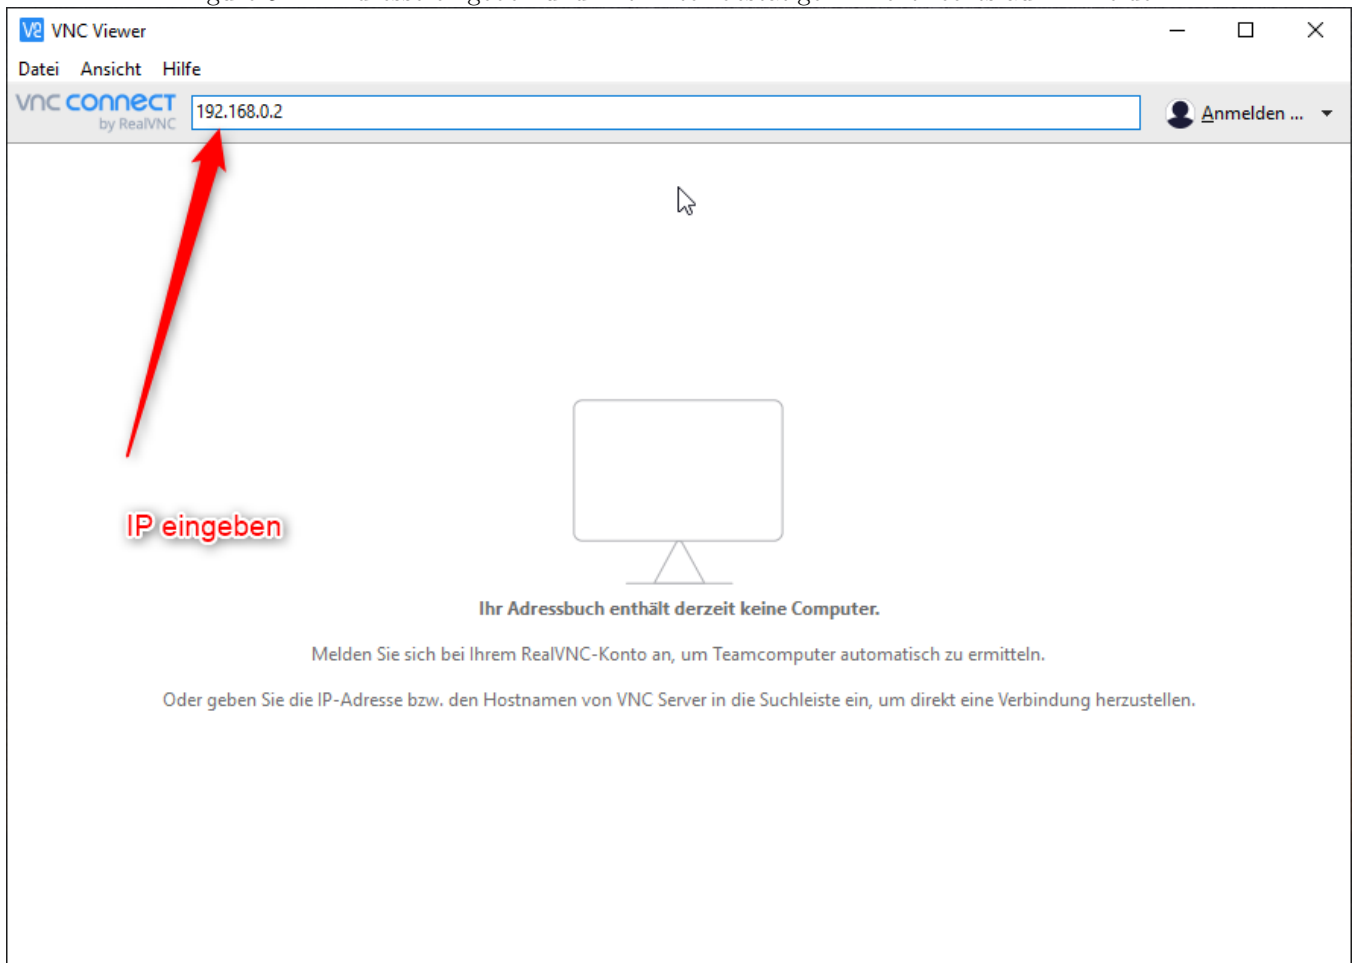 VNC Viewer
Datei Ansicht Hilfe
vnc connect
by RealVNC
192.168.0.2
Anmelden ...
IP eingeben
Ihr Adressbuch enthält derzeit keine Computer.
Melden Sie sich bei Ihrem RealVNC-Konto an, um Teamcomputer automatisch zu ermitteln.
Oder geben Sie die IP-Adresse bzw. den Hostnamen von VNC Server in die Suchleiste ein, um direkt eine Verbindung herzustellen.